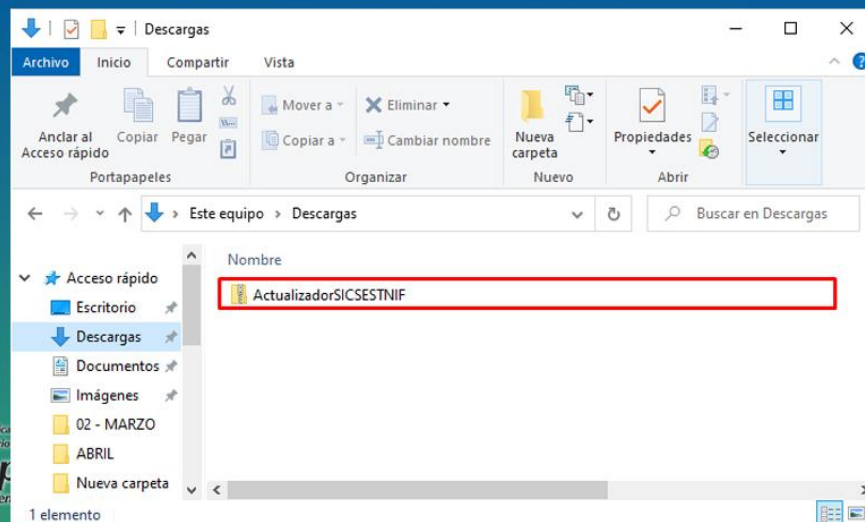 Descargas
Archivo Inicio Compartir Vista
Anclar al Acceso rápido
Copiar
Pegar
Mover a
Copiar a
Eliminar
Cambiar nombre
Nueva carpeta
Propiedades
Seleccionar
Portapapeles Organizar Nuevo Abrir
Este equipo > Descargas
Buscar en Descargas
Nombre
ActualizadorSICSESTNIF
Acceso rápido
Escritorio
Descargas
Documentos
Imágenes
02 - MARZO
ABRIL
Nueva carpeta
1 elemento